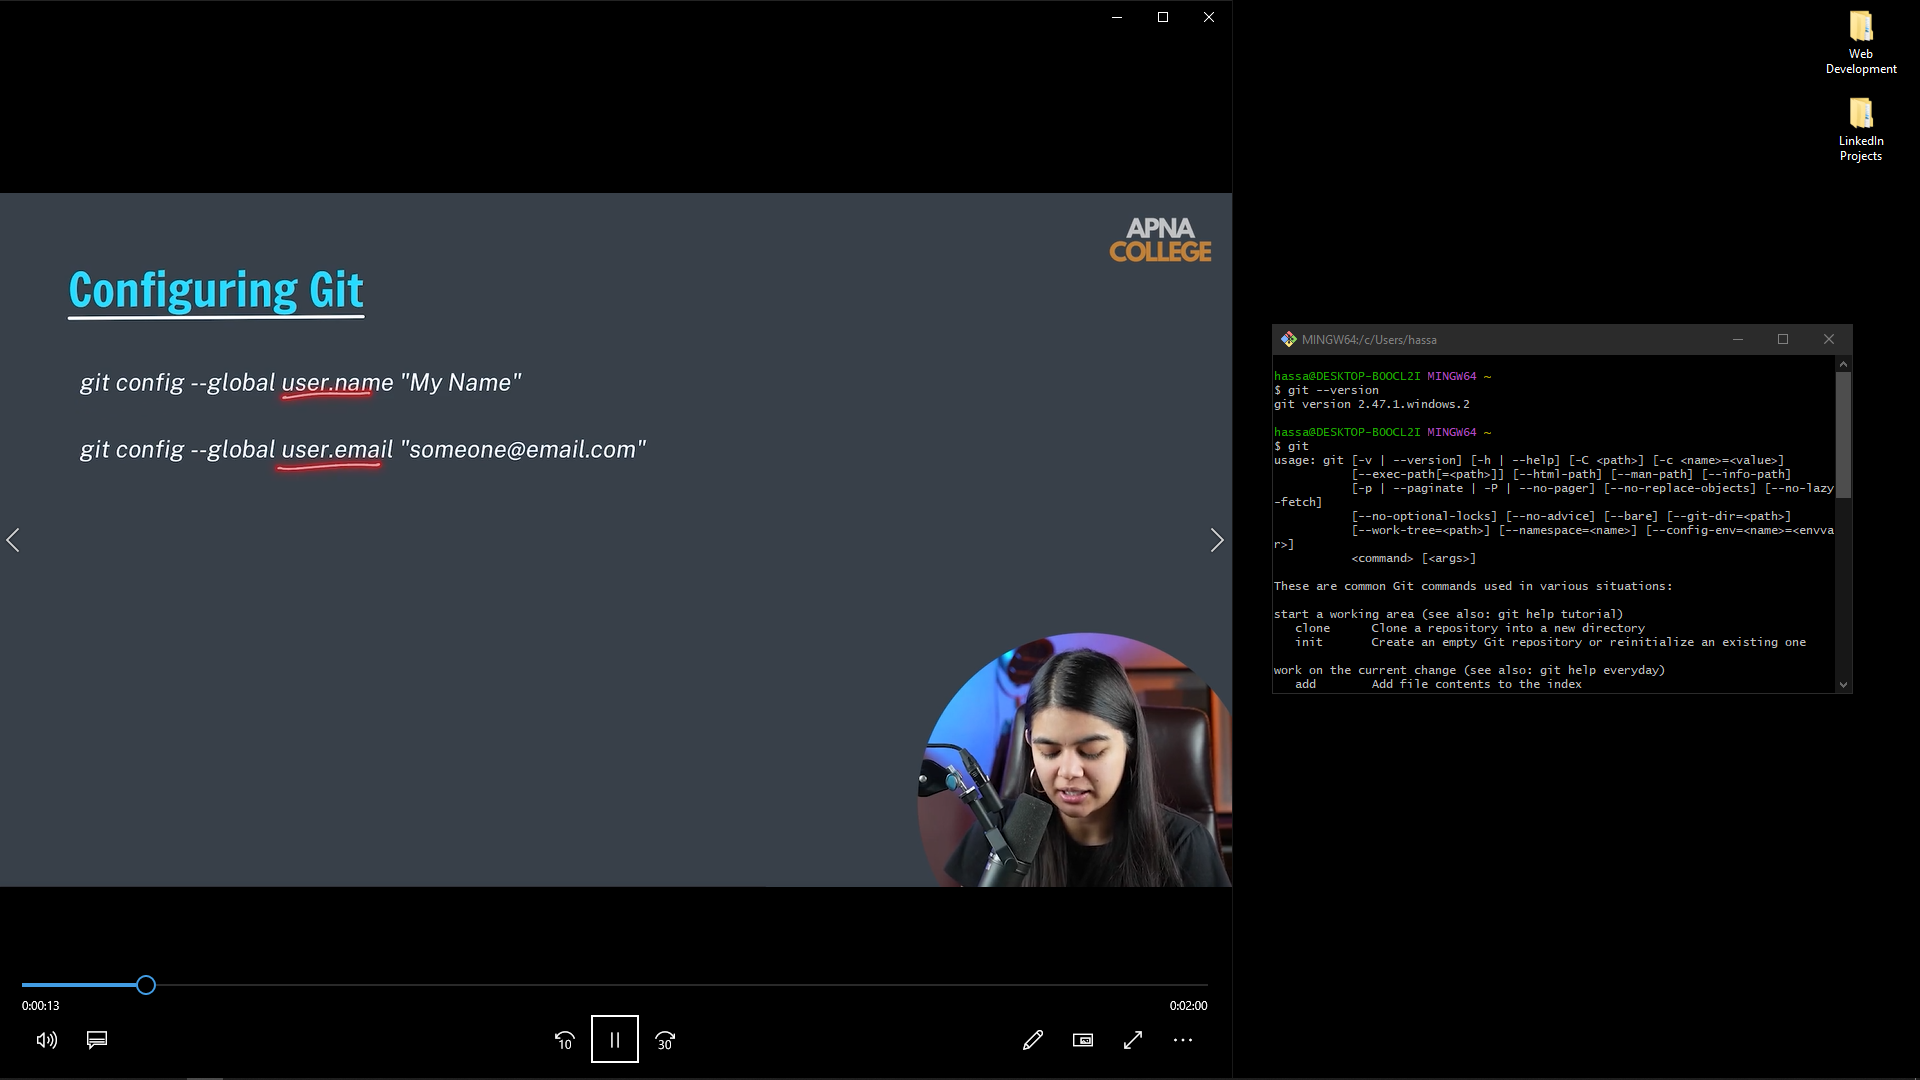 Web
Development
LinkedIn
Projects
APNA
COLLEGE
Configuring Git
git config --global user.name "My Name"
git config --global user.email "someone@email.com"
0:00:13
0:02:00
10
30
MINGW64:/c/Users/hassa
hassa@DESKTOP-BOOCL2I MINGW64 ~
$ git --version
git version 2.47.1.windows.2
hassa@DESKTOP-BOOCL2I MINGW64 ~
$ git
usage: git [-v | --version] [-h | --help] [-C <path>] [-c <name>=<value>]
[--exec-path[=<path>]] [--html-path] [--man-path] [--info-path]
[-p | --paginate | -P | --no-pager] [--no-replace-objects] [--no-lazy
-fetch]
[--no-optional-locks] [--no-advice] [--bare] [--git-dir=<path>]
[--work-tree=<path>] [--namespace=<name>] [--config-env=<name>=<envva
r>]
<command> [<args>]
These are common Git commands used in various situations:
start a working area (see also: git help tutorial)
clone Clone a repository into a new directory
init Create an empty Git repository or reinitialize an existing one
work on the current change (see also: git help everyday)
add Add file contents to the index